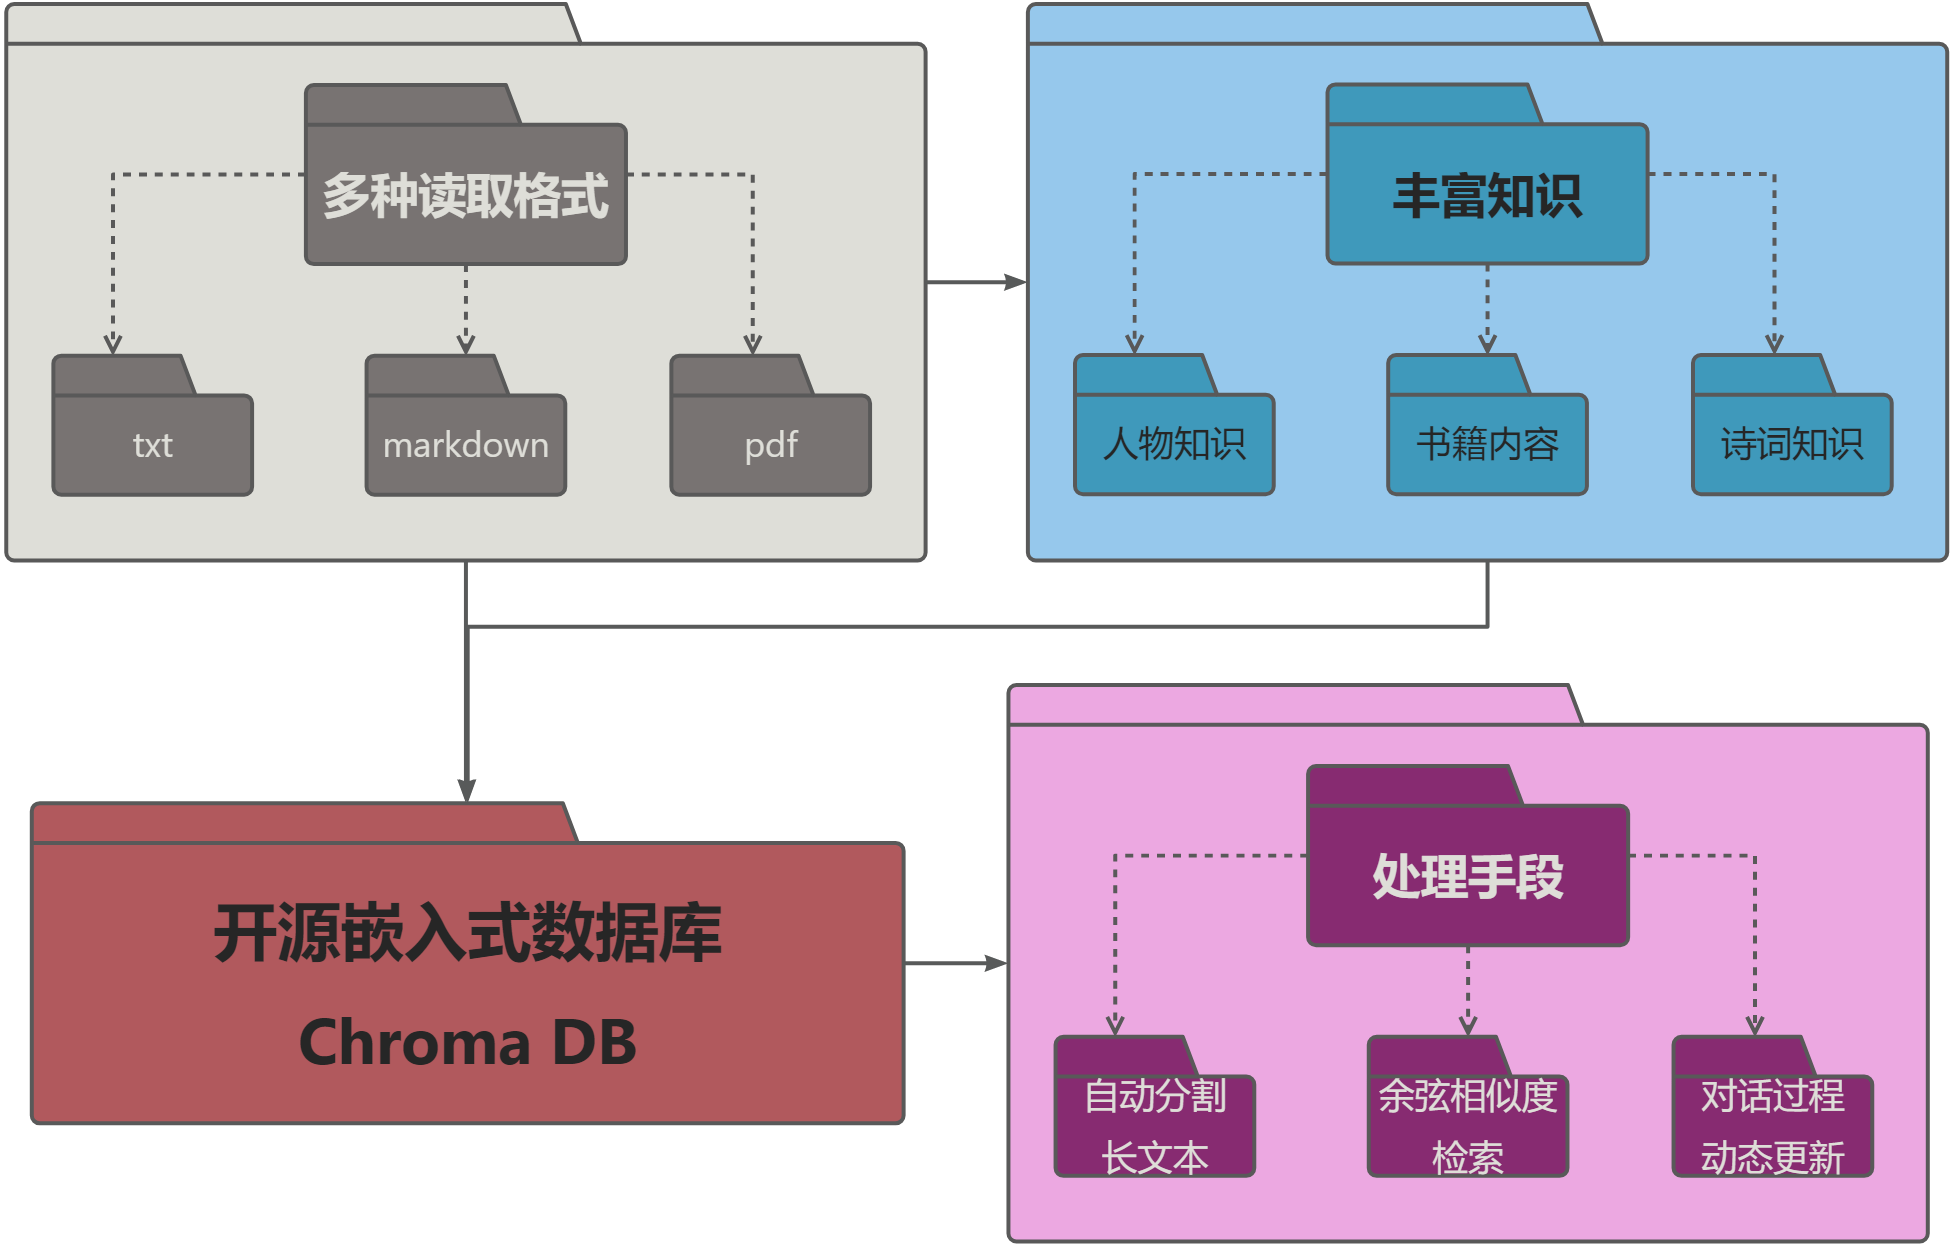 多种读取格式
txt
markdown
pdf
丰富知识
人物知识
书籍内容
诗词知识
开源嵌入式数据库
Chroma DB
处理手段
自动分割
长文本
余弦相似度
检索
对话过程
动态更新